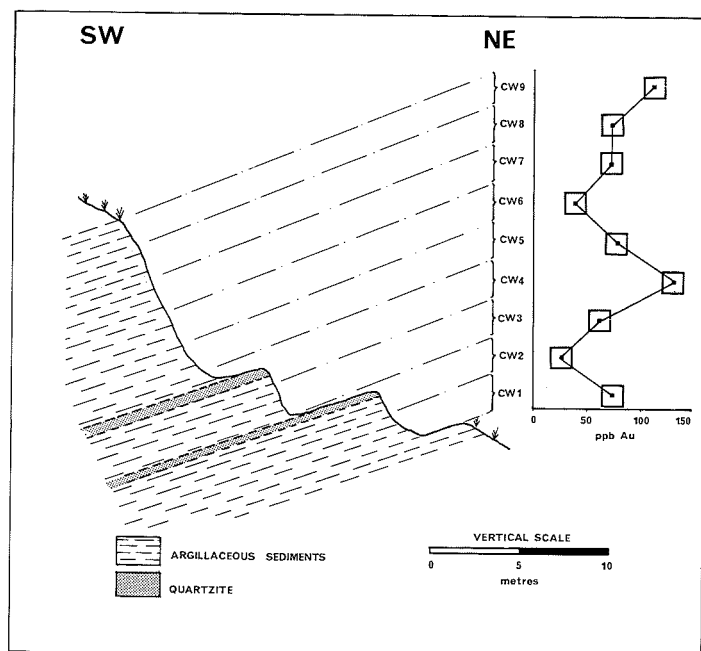 SW
NE
CW9
CW8
CW7
CW6
CW5
CW4
CW3
CW2
CW1
0 50 100 150
ppb Au
ARGILLACEOUS SEDIMENTS
QUARTZITE
VERTICAL SCALE
0 5 10
metres